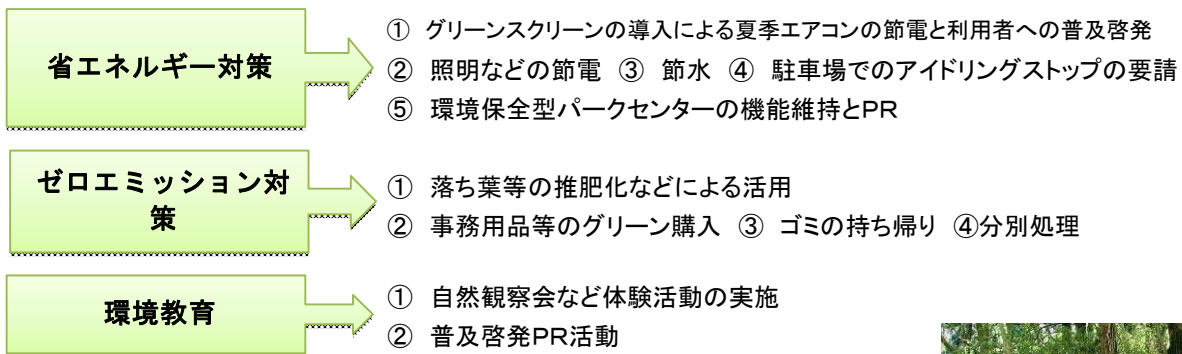 省エネルギー対策
① グリーンスクリーンの導入による夏季エアコンの節電と利用者への普及啓発
② 照明などの節電 ③ 節水 ④ 駐車場でのアイドリングストップの要請
⑤ 環境保全型パークセンターの機能維持とPR
ゼロエミッション対
策
① 落ち葉等の推肥化などによる活用
② 事務用品等のグリーン購入 ③ ゴミの持ち帰り ④分別処理
環境教育
① 自然観察会など体験活動の実施
② 普及啓発PR活動